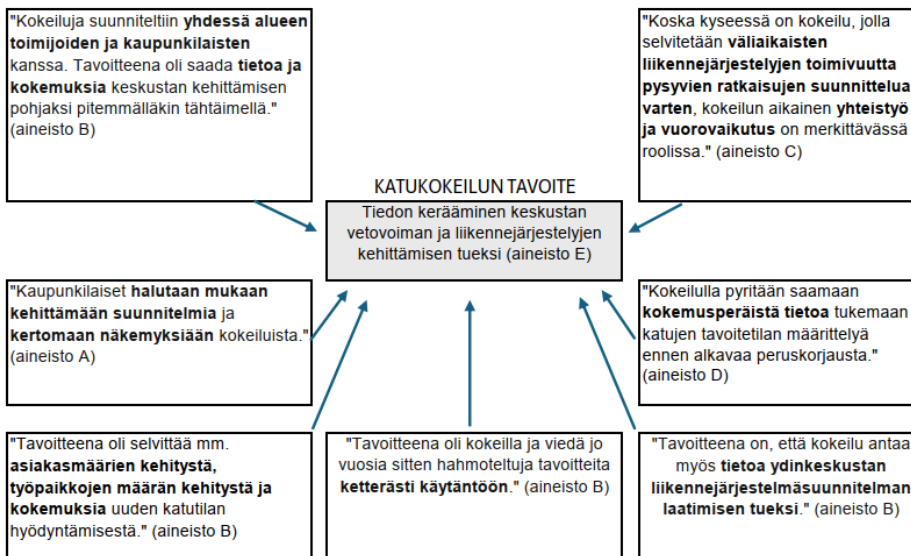 "Kokeiluja suunniteltiin yhdessä alueen
toimijoiden ja kaupunkilaisten
kanssa. Tavoitteena oli saada tietoa ja
kokemuksia keskustan kehittämisen
pohjaksi pitemmälläkin tähtäimellä."
(aineisto B)
"Koska kyseessä on kokeilu, jolla
selvitetään väliaikaisten
liikennejärjestelyjen toimivuutta
pysyvien ratkaisujen suunnittelua
varten, kokeilun aikainen yhteistyö
ja vuorovaikutus on merkittävässä
roolissa." (aineisto C)
KATUKOKEILUN TAVOITE
Tiedon kerääminen keskustan
vetovoiman ja liikennejärjestelyjen
kehittämisen tueksi (aineisto E)
"Kaupunkilaiset halutaan mukaan
kehittämään suunnitelmia ja
kertomaan näkemyksiään kokeiluista."
(aineisto A)
"Kokeilulla pyritään saamaan
kokemusperäistä tietoa tukemaan
katujen tavoitetilan määrittelyä
ennen alkavaa peruskorjausta."
(aineisto D)
"Tavoitteena oli selvittää mm.
asiakasmäärien kehitystä,
työpaikkojen määrän kehitystä ja
kokemuksia uuden katutilan
hyödyntämisestä." (aineisto B)
"Tavoitteena oli kokeilla ja viedä jo
vuosia sitten hahmoteltuja tavoitteita
ketterästi käytäntöön." (aineisto B)
"Tavoitteena on, että kokeilu antaa
myös tietoa ydinkeskustan
liikennejärjestelmäsuunnitelman
laatimisen tueksi." (aineisto B)